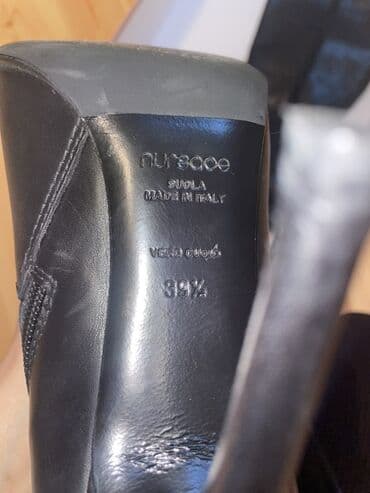 nursace
SUOLA
MADE IN ITALY
VERO CUOIO
39½